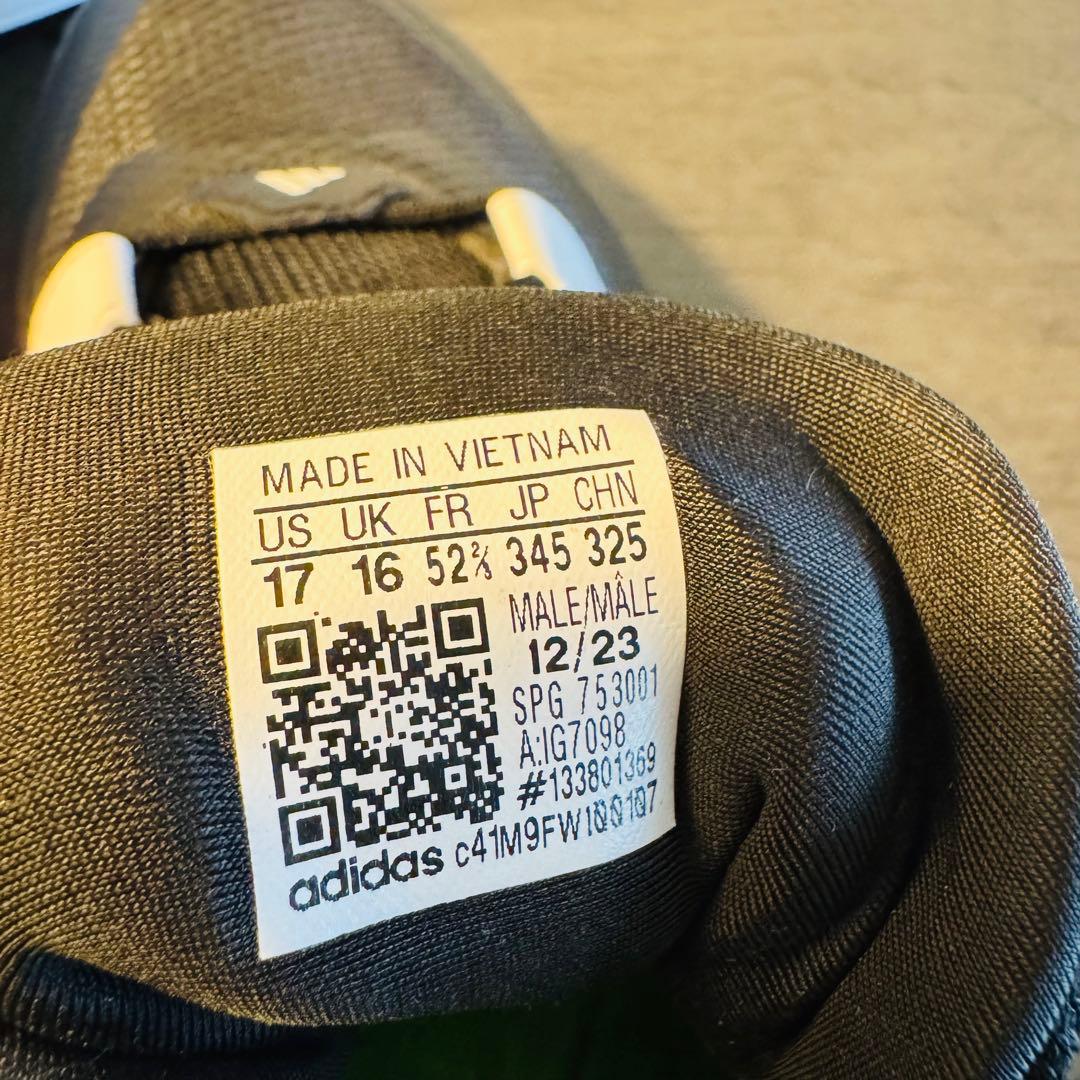 MADE IN VIETNAM
US UK FR JP CHN
17 16 52⅔ 345 325
MALE/MÂLE
12/23
SPG 753001
A:IG7098
#133801369
adidas